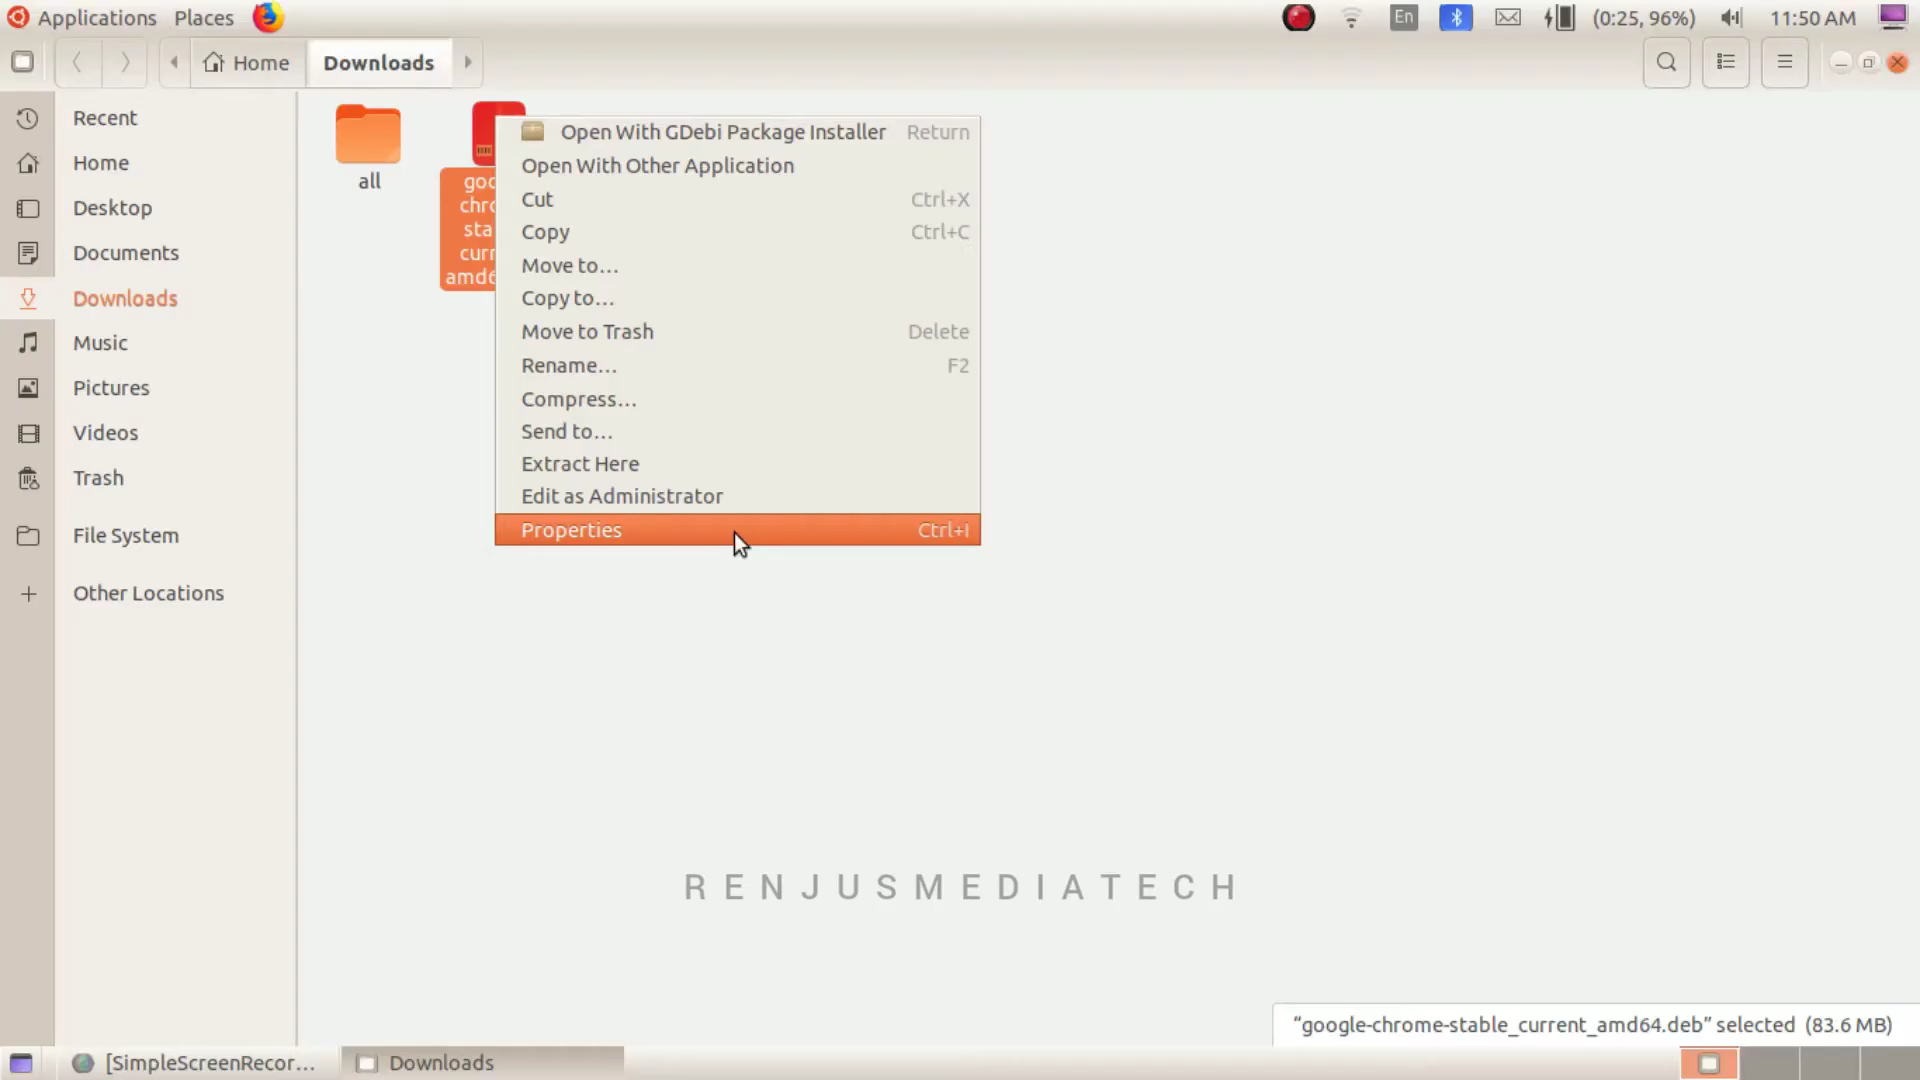 Applications Places En (0:25, 96%) 11:50 AM
Home Downloads
Recent
Home
Desktop
Documents
Downloads
Music
Pictures
Videos
Trash
File System
Other Locations
all
Open With GDebi Package Installer Return
Open With Other Application
Cut Ctrl+X
Copy Ctrl+C
Move to...
Copy to...
Move to Trash Delete
Rename... F2
Compress...
Send to...
Extract Here
Edit as Administrator
Properties Ctrl+I
RENJUSMEDIATECH
“google-chrome-stable_current_amd64.deb” selected (83.6 MB)
[SimpleScreenRecor... Downloads